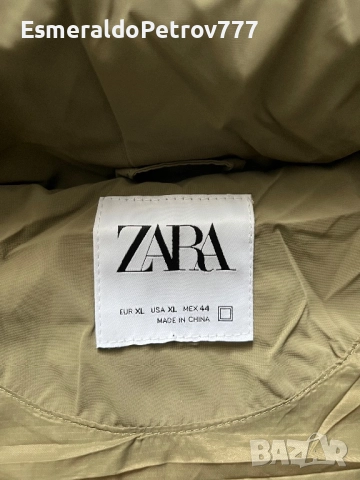 EsmeraldoPetrov777
ZARA
EUR XL USA XL MEX 44
MADE IN CHINA
BAZAR